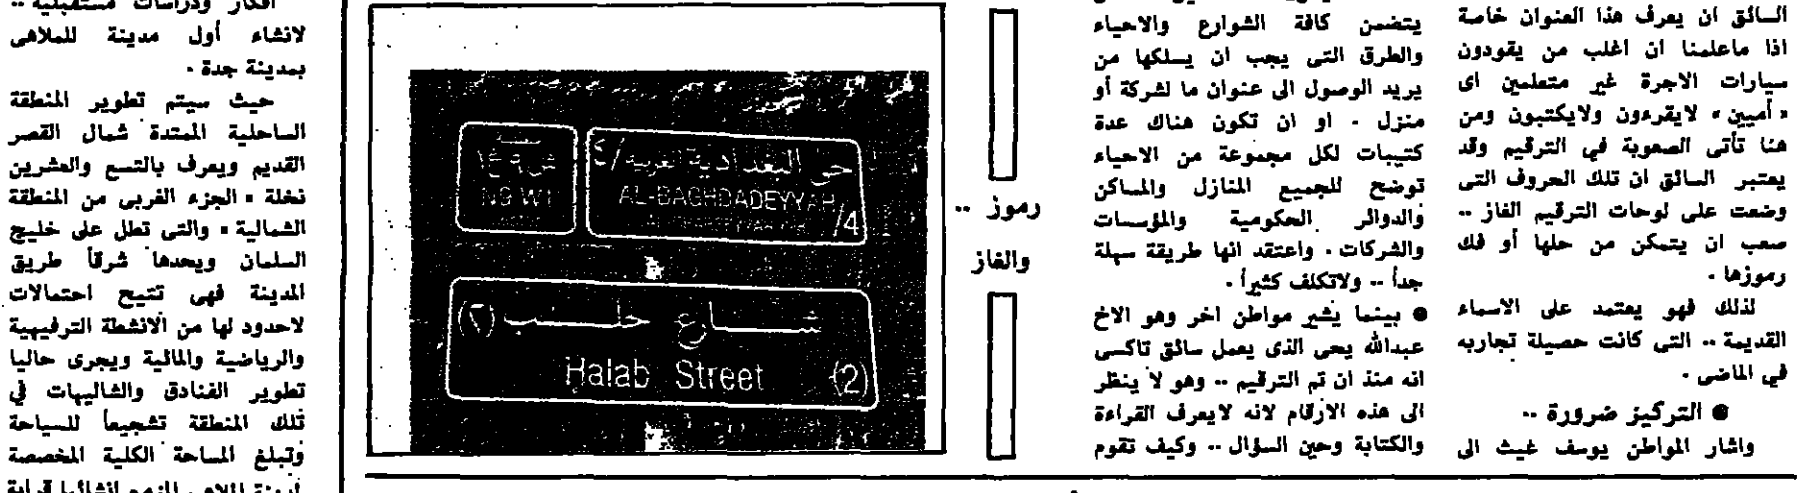 السائق ان يعرف هذا العنوان خاصة
اذا ماعلمنا ان اغلب من يقودون
سيارات الاجرة غير متعلمين اى
« أميين » لايقرءون ولايكتبون ومن
هنا تأتى الصعوبة في الترقيم وقد
يعتبر السائق ان تلك الحروف التى
وضعت على لوحات الترقيم الغاز ..
صعب ان يتمكن من حلها أو فك
رموزها .
لذلك فهو يعتمد على الاسماء
القديمة .. التى كانت حصيلة تجاربه
في الماضى .
● التركيز ضرورة ..
واشار المواطن يوسف غيث الى
يتضمن كافة الشوارع والاحياء
والطرق التى يجب ان يسلكها من
يريد الوصول الى عنوان ما لشركة أو
منزل . او ان تكون هناك عدة
كتيبات لكل مجموعة من الاحياء
توضح للجميع المنازل والمساكن
والدوائر الحكومية والمؤسسات
والشركات . واعتقد انها طريقة سهلة
جدأ .. ولاتكلف كثيرأ .
● بينما يشير مواطن اخر وهو الاخ
عبدالله يحى الذى يعمل سائق تاكسى
انه منذ ان تم الترقيم .. وهو لا ينظر
الى هذه الارقام لانه لايعرف القراءة
والكتابة وحين السؤال .. وكيف تقوم
رموز ..
والغاز
حي البغدادية الغربية /٤
AL-BAGHDADEYYAH
/4
N9 W1
شــارع حلــب (٢)
Halab Street (2)
افكار ودراسات مستقبلية ..
لانشاء أول مدينة للملاهى
بمدينة جدة .
حيث سيتم تطوير المنطقة
الساحلية الممتدة شمال القصر
القديم ويعرف بالتسع والعشرين
نخلة « الجزء الغربى من المنطقة
الشمالية » والتى تطل على خليج
السلمان ويحدها شرقأ طريق
المدينة فهى تتيح احتمالات
لاحدود لها من الانشطة الترفيهية
والرياضية والمالية ويجرى حاليا
تطوير الفنادق والشاليهات في
تلك المنطقة تشجيعأ للسياحة
وتبلغ المساحة الكلية المخصصة